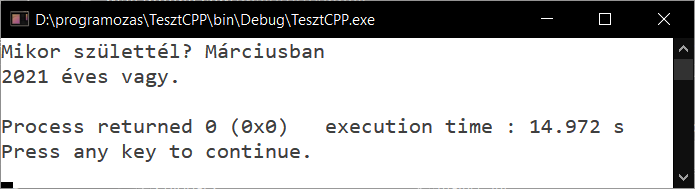 D:\programozas\TesztCPP\bin\Debug\TesztCPP.exe
Mikor születtél? Márciusban
2021 éves vagy.
Process returned 0 (0x0)   execution time : 14.972 s
Press any key to continue.